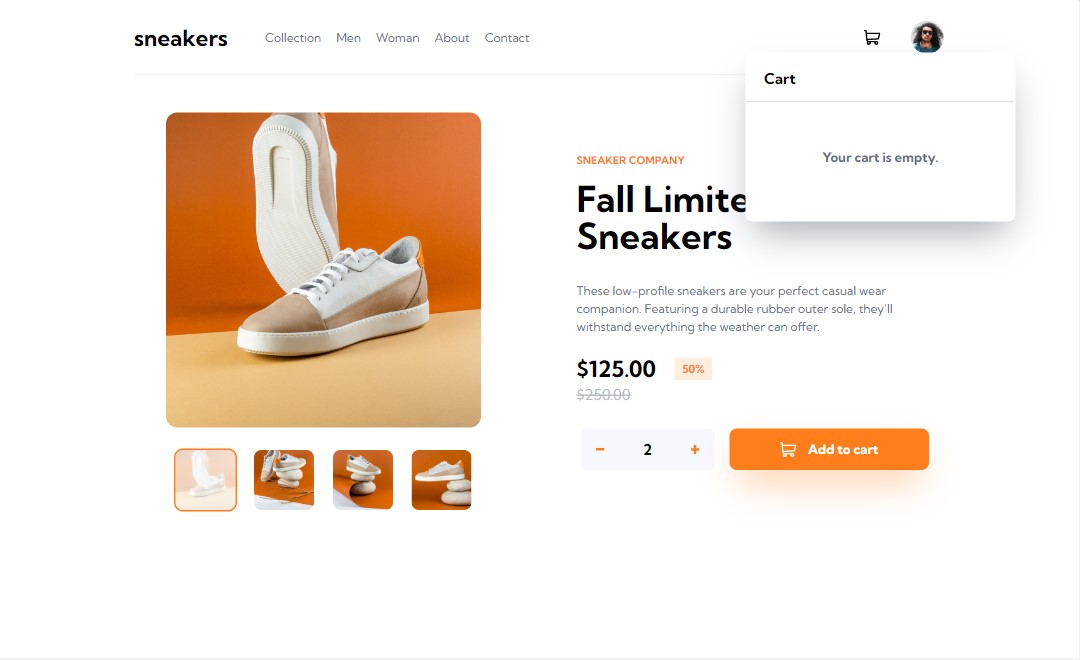 sneakers
Collection Men Woman About Contact
Cart
Your cart is empty.
SNEAKER COMPANY
Fall Limite
Sneakers
These low-profile sneakers are your perfect casual wear
companion. Featuring a durable rubber outer sole, they'll
withstand everything the weather can offer.
$125.00 50%
$250.00
− 2 +
Add to cart